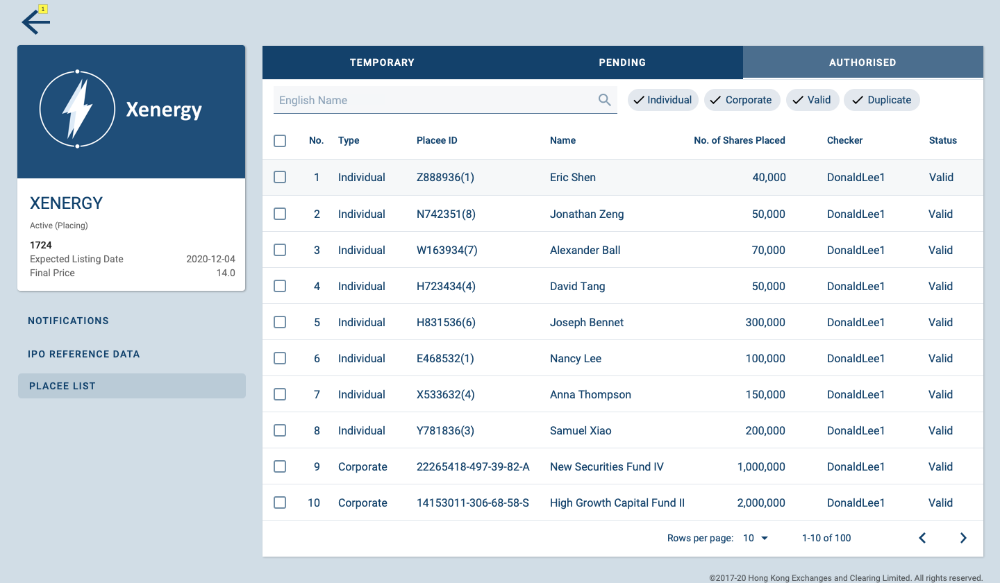 1
Xenergy
XENERGY
Active (Placing)
1724
Expected Listing Date 2020-12-04
Final Price 14.0
NOTIFICATIONS
IPO REFERENCE DATA
PLACEE LIST
TEMPORARY PENDING AUTHORISED
English Name Individual Corporate Valid Duplicate
No. Type Placee ID Name No. of Shares Placed Checker Status
1 Individual Z888936(1) Eric Shen 40,000 DonaldLee1 Valid
2 Individual N742351(8) Jonathan Zeng 50,000 DonaldLee1 Valid
3 Individual W163934(7) Alexander Ball 70,000 DonaldLee1 Valid
4 Individual H723434(4) David Tang 50,000 DonaldLee1 Valid
5 Individual H831536(6) Joseph Bennet 300,000 DonaldLee1 Valid
6 Individual E468532(1) Nancy Lee 100,000 DonaldLee1 Valid
7 Individual X533632(4) Anna Thompson 150,000 DonaldLee1 Valid
8 Individual Y781836(3) Samuel Xiao 200,000 DonaldLee1 Valid
9 Corporate 22265418-497-39-82-A New Securities Fund IV 1,000,000 DonaldLee1 Valid
10 Corporate 14153011-306-68-58-S High Growth Capital Fund II 2,000,000 DonaldLee1 Valid
Rows per page: 10 1-10 of 100
©2017-20 Hong Kong Exchanges and Clearing Limited. All rights reserved.